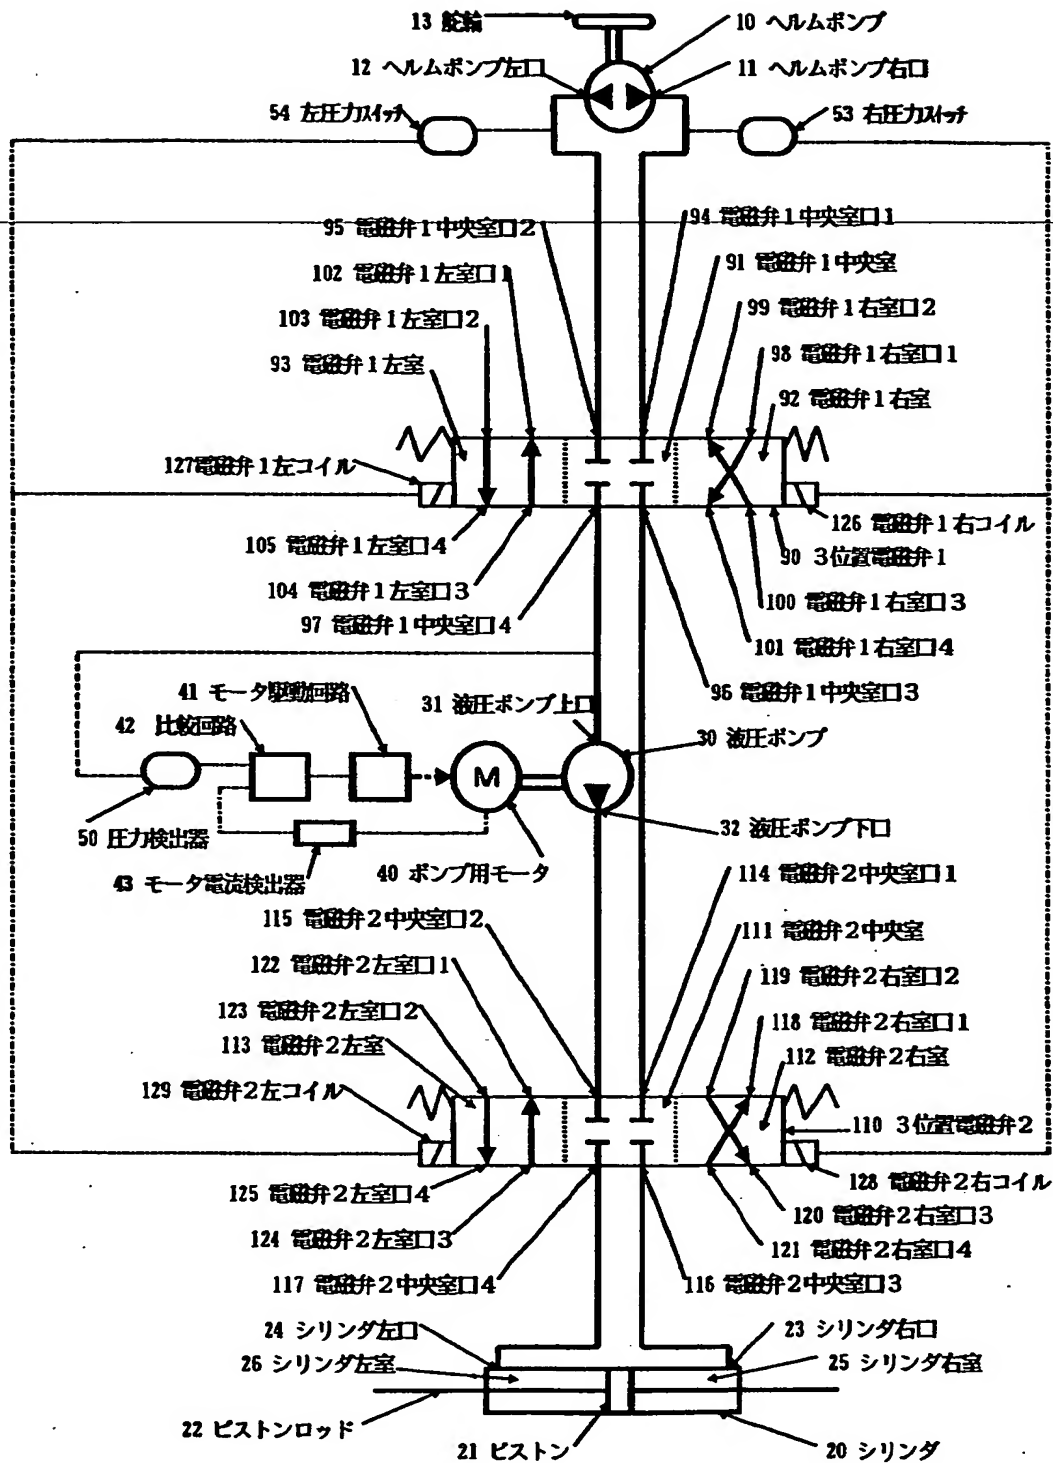 13 舵輪
10 ヘルムポンプ
12 ヘルムポンプ左口
11 ヘルムポンプ右口
54 左圧力スイッチ
53 右圧力スイッチ
95 電磁弁1中央室口2
94 電磁弁1中央室口1
102 電磁弁1左室口1
91 電磁弁1中央室
103 電磁弁1左室口2
99 電磁弁1右室口2
93 電磁弁1左室
98 電磁弁1右室口1
92 電磁弁1右室
127電磁弁1左コイル
126 電磁弁1右コイル
105 電磁弁1左室口4
90 3位置電磁弁1
104 電磁弁1左室口3
100 電磁弁1右室口3
97 電磁弁1中央室口4
101 電磁弁1右室口4
96 電磁弁1中央室口3
41 モータ駆動回路
31 液圧ポンプ上口
42 比較回路
30 液圧ポンプ
M
50 圧力検出器
32 液圧ポンプ下口
43 モータ電流検出器
40 ポンプ用モータ
114 電磁弁2中央室口1
115 電磁弁2中央室口2
111 電磁弁2中央室
122 電磁弁2左室口1
119 電磁弁2右室口2
123 電磁弁2左室口2
118 電磁弁2右室口1
113 電磁弁2左室
112 電磁弁2右室
129 電磁弁2左コイル
110 3位置電磁弁2
125 電磁弁2左室口4
128 電磁弁2右コイル
120 電磁弁2右室口3
124 電磁弁2左室口3
121 電磁弁2右室口4
117 電磁弁2中央室口4
116 電磁弁2中央室口3
24 シリンダ左口
23 シリンダ右口
26 シリンダ左室
25 シリンダ右室
22 ピストンロッド
21 ピストン
20 シリンダ